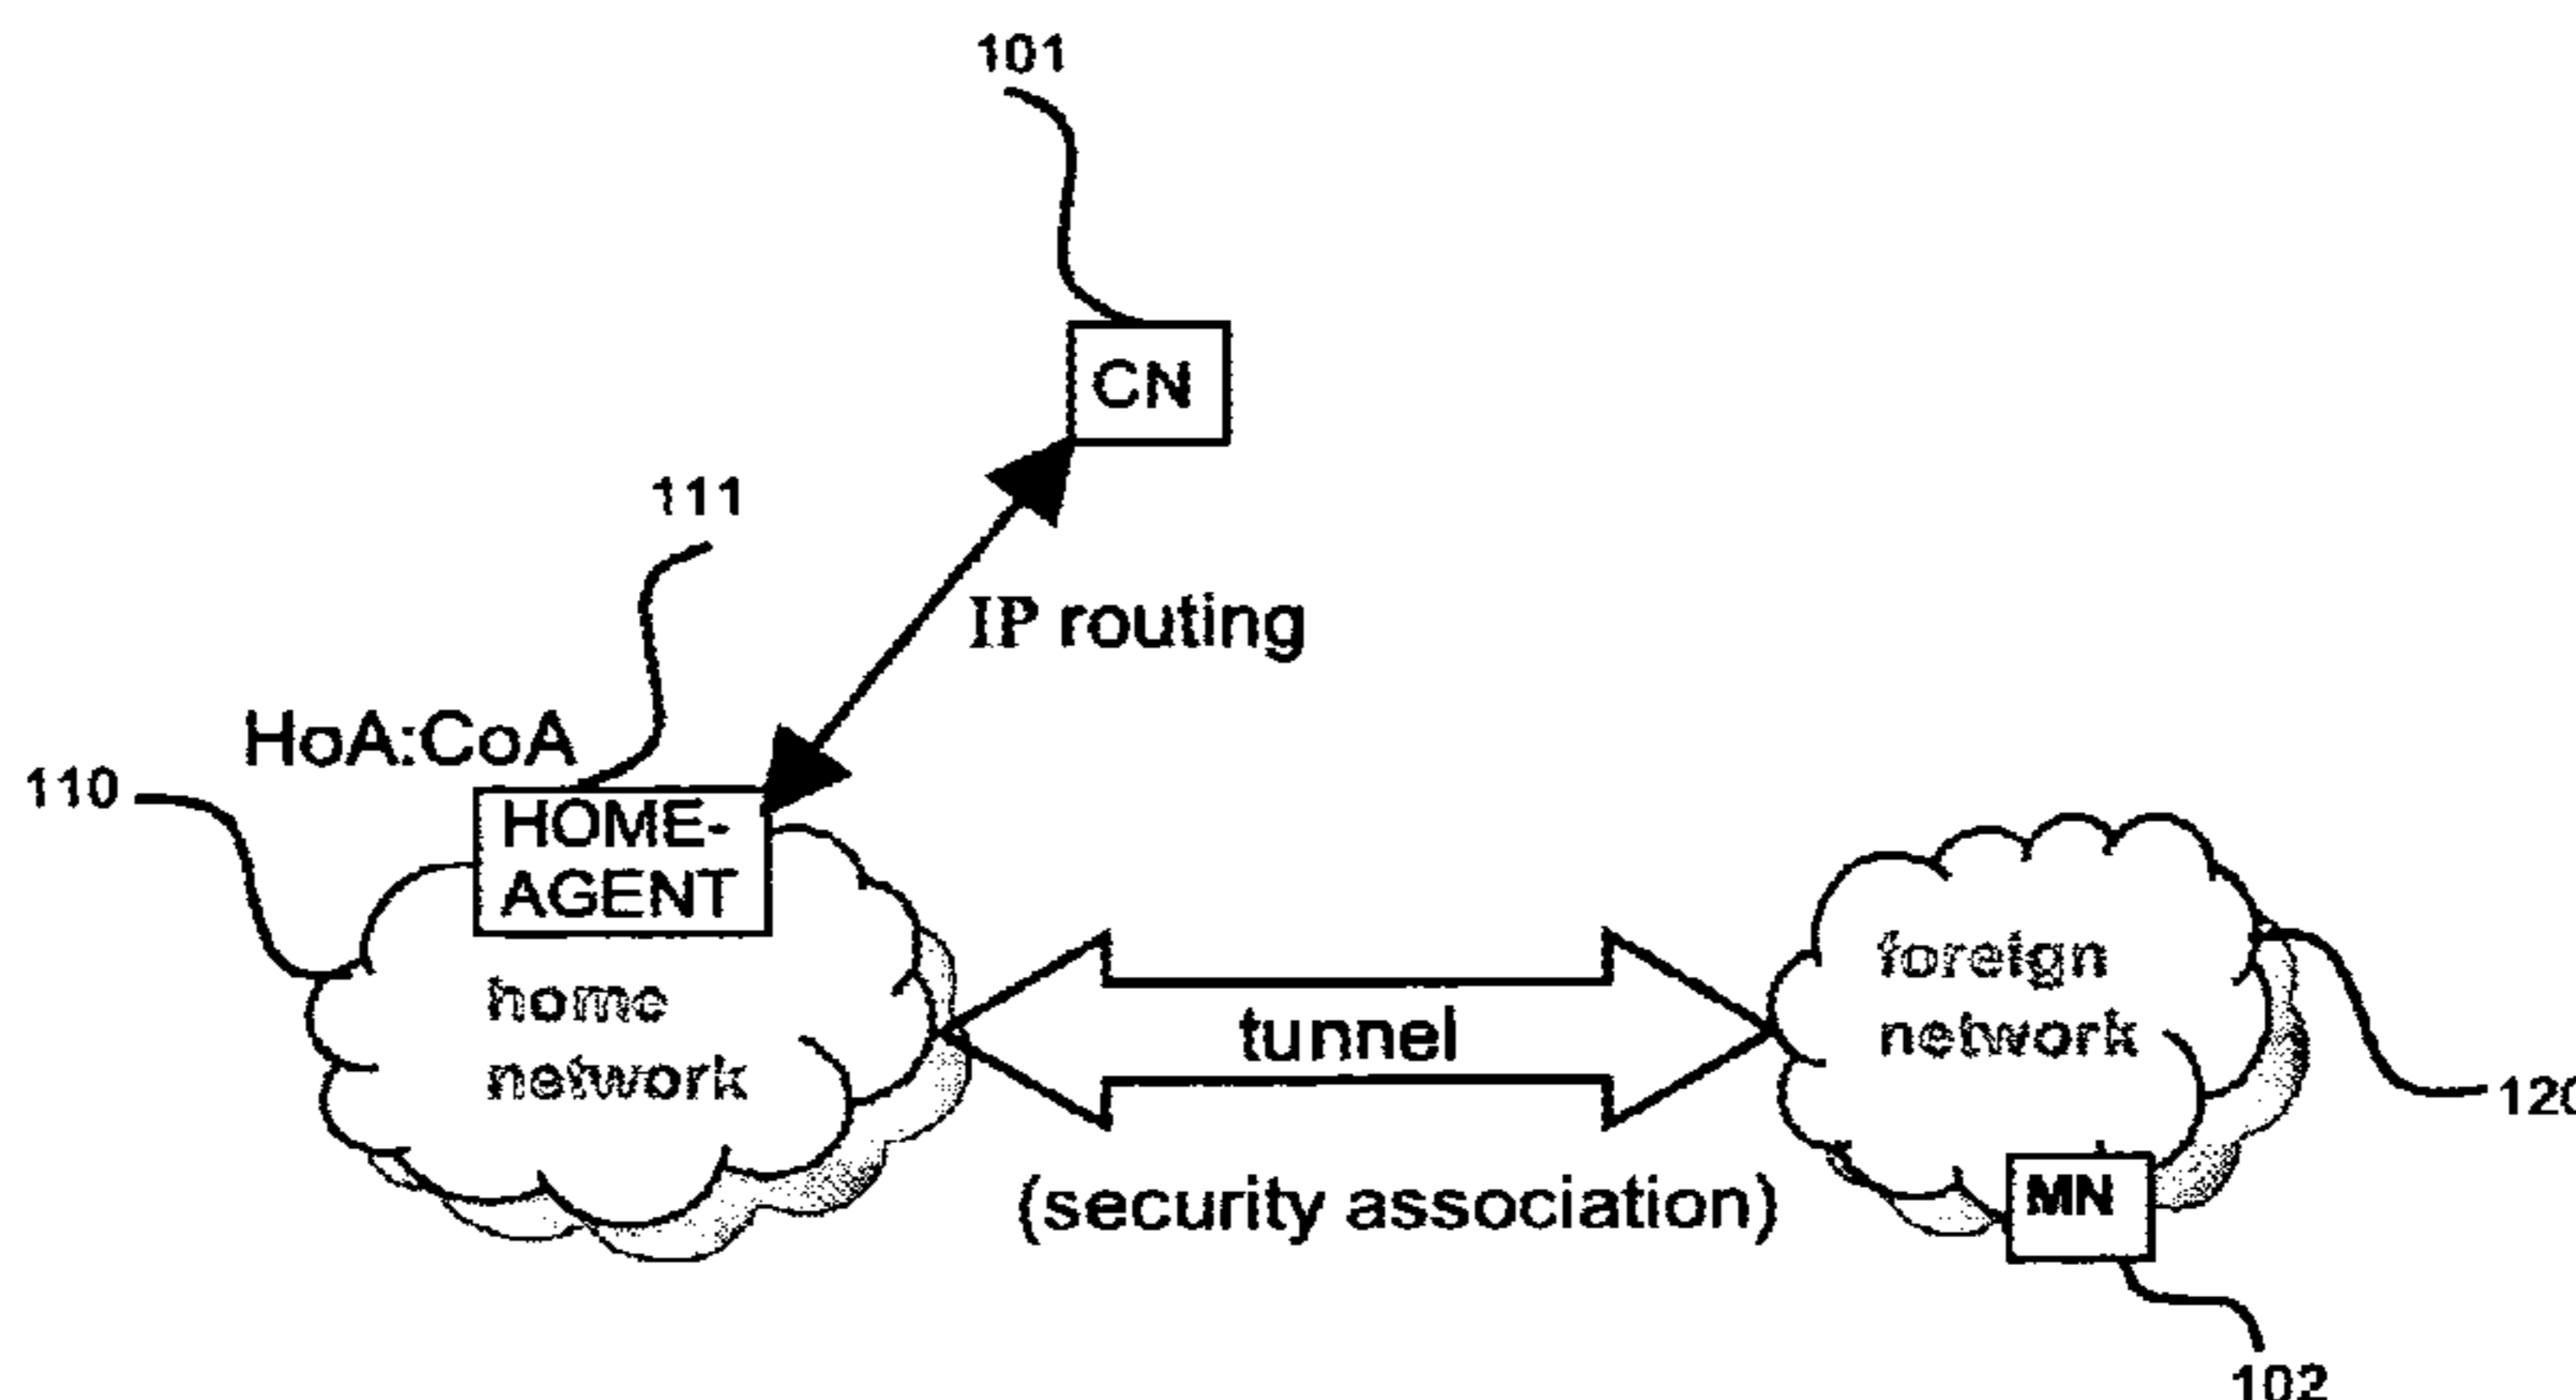 101
CN
111
IP routing
HoA:CoA
110
HOME-
AGENT
home
network
foreign
network
tunnel
120
(security association)
MN
102